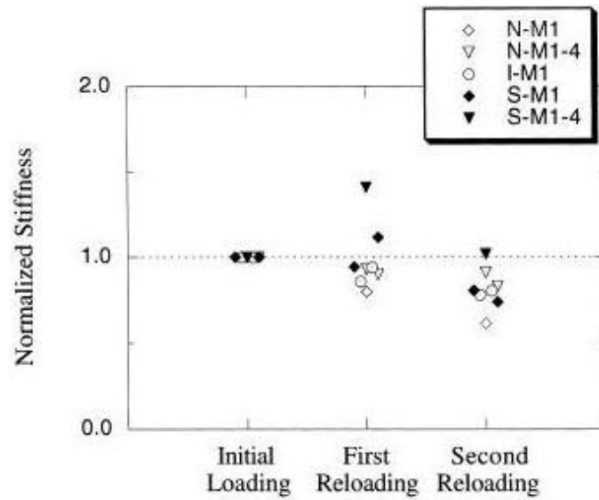 N-M1
N-M1-4
I-M1
S-M1
S-M1-4
2.0
1.0
0.0
Normalized Stiffness
Initial Loading
First Reloading
Second Reloading